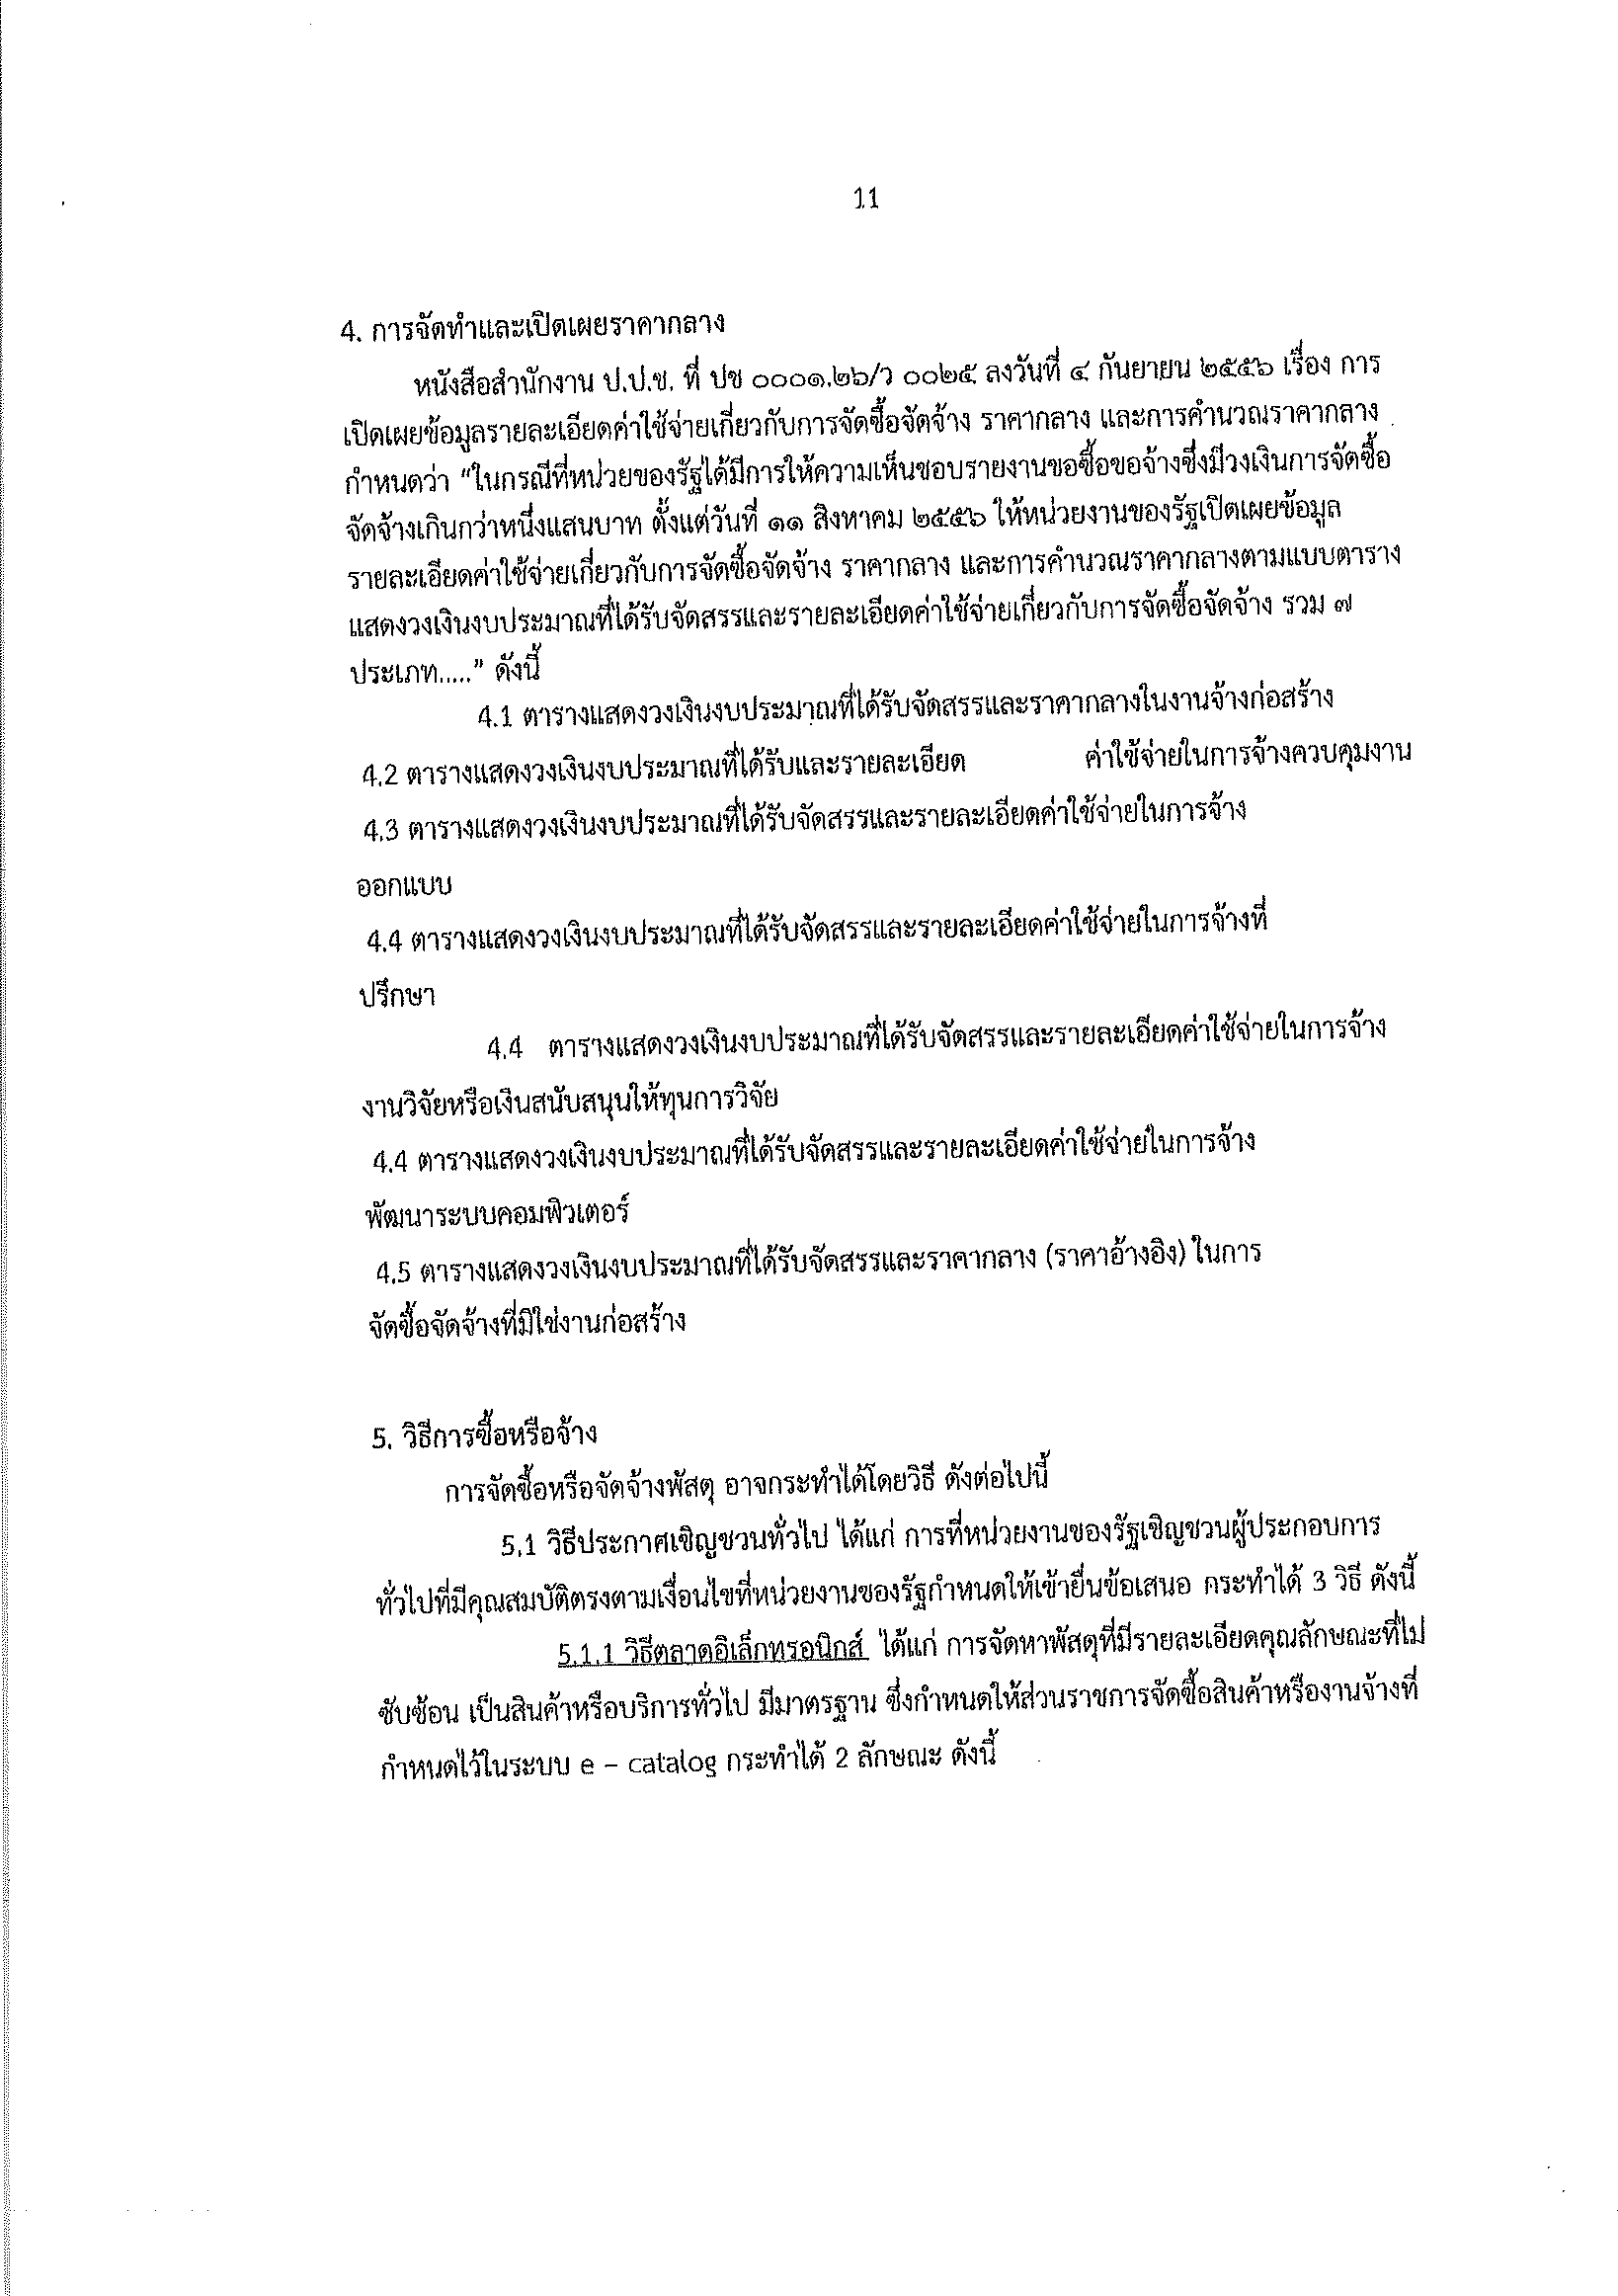 11
4. การจัดทำและเปิดเผยราคากลาง
หนังสือสำนักงาน ป.ป.ช. ที่ ปช ๐๐๐๑.๒๖/ว ๐๐๒๕ ลงวันที่ ๔ กันยายน ๒๕๕๖ เรื่อง การ
เปิดเผยข้อมูลรายละเอียดค่าใช้จ่ายเกี่ยวกับการจัดซื้อจัดจ้าง ราคากลาง และการคำนวณราคากลาง
กำหนดว่า “ในกรณีที่หน่วยของรัฐได้มีการให้ความเห็นชอบรายงานขอซื้อขอจ้างซึ่งมีวงเงินการจัดซื้อ
จัดจ้างเกินกว่าหนึ่งแสนบาท ตั้งแต่วันที่ ๑๑ สิงหาคม ๒๕๕๖ ให้หน่วยงานของรัฐเปิดเผยข้อมูล
รายละเอียดค่าใช้จ่ายเกี่ยวกับการจัดซื้อจัดจ้าง ราคากลาง และการคำนวณราคากลางตามแบบตาราง
แสดงวงเงินงบประมาณที่ได้รับจัดสรรและรายละเอียดค่าใช้จ่ายเกี่ยวกับการจัดซื้อจัดจ้าง รวม ๗
ประเภท.....” ดังนี้
4.1 ตารางแสดงวงเงินงบประมาณที่ได้รับจัดสรรและราคากลางในงานจ้างก่อสร้าง
4.2 ตารางแสดงวงเงินงบประมาณที่ได้รับและรายละเอียด ค่าใช้จ่ายในการจ้างควบคุมงาน
4.3 ตารางแสดงวงเงินงบประมาณที่ได้รับจัดสรรและรายละเอียดค่าใช้จ่ายในการจ้าง
ออกแบบ
4.4 ตารางแสดงวงเงินงบประมาณที่ได้รับจัดสรรและรายละเอียดค่าใช้จ่ายในการจ้างที่
ปรึกษา
4.4 ตารางแสดงวงเงินงบประมาณที่ได้รับจัดสรรและรายละเอียดค่าใช้จ่ายในการจ้าง
งานวิจัยหรือเงินสนับสนุนให้ทุนการวิจัย
4.4 ตารางแสดงวงเงินงบประมาณที่ได้รับจัดสรรและรายละเอียดค่าใช้จ่ายในการจ้าง
พัฒนาระบบคอมพิวเตอร์
4.5 ตารางแสดงวงเงินงบประมาณที่ได้รับจัดสรรและราคากลาง (ราคาอ้างอิง) ในการ
จัดซื้อจัดจ้างที่มิใช่งานก่อสร้าง
5. วิธีการซื้อหรือจ้าง
การจัดซื้อหรือจัดจ้างพัสดุ อาจกระทำได้โดยวิธี ดังต่อไปนี้
5.1 วิธีประกาศเชิญชวนทั่วไป ได้แก่ การที่หน่วยงานของรัฐเชิญชวนผู้ประกอบการ
ทั่วไปที่มีคุณสมบัติตรงตามเงื่อนไขที่หน่วยงานของรัฐกำหนดให้เข้ายื่นข้อเสนอ กระทำได้ 3 วิธี ดังนี้
5.1.1 วิธีตลาดอิเล็กทรอนิกส์ ได้แก่ การจัดหาพัสดุที่มีรายละเอียดคุณลักษณะที่ไม่
ซับซ้อน เป็นสินค้าหรือบริการทั่วไป มีมาตรฐาน ซึ่งกำหนดให้ส่วนราชการจัดซื้อสินค้าหรืองานจ้างที่
กำหนดไว้ในระบบ e – catalog กระทำได้ 2 ลักษณะ ดังนี้